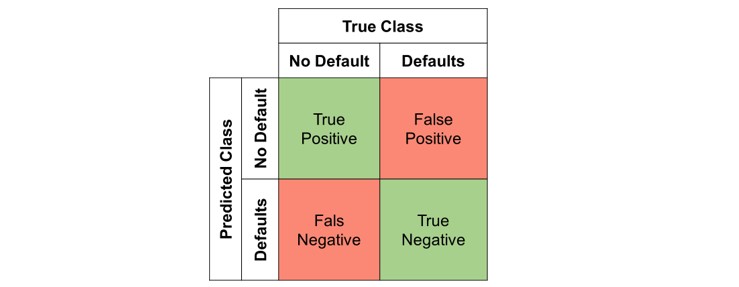 True Class
No Default
Defaults
Predicted Class
No Default
True
Positive
False
Positive
Defaults
Fals
Negative
True
Negative